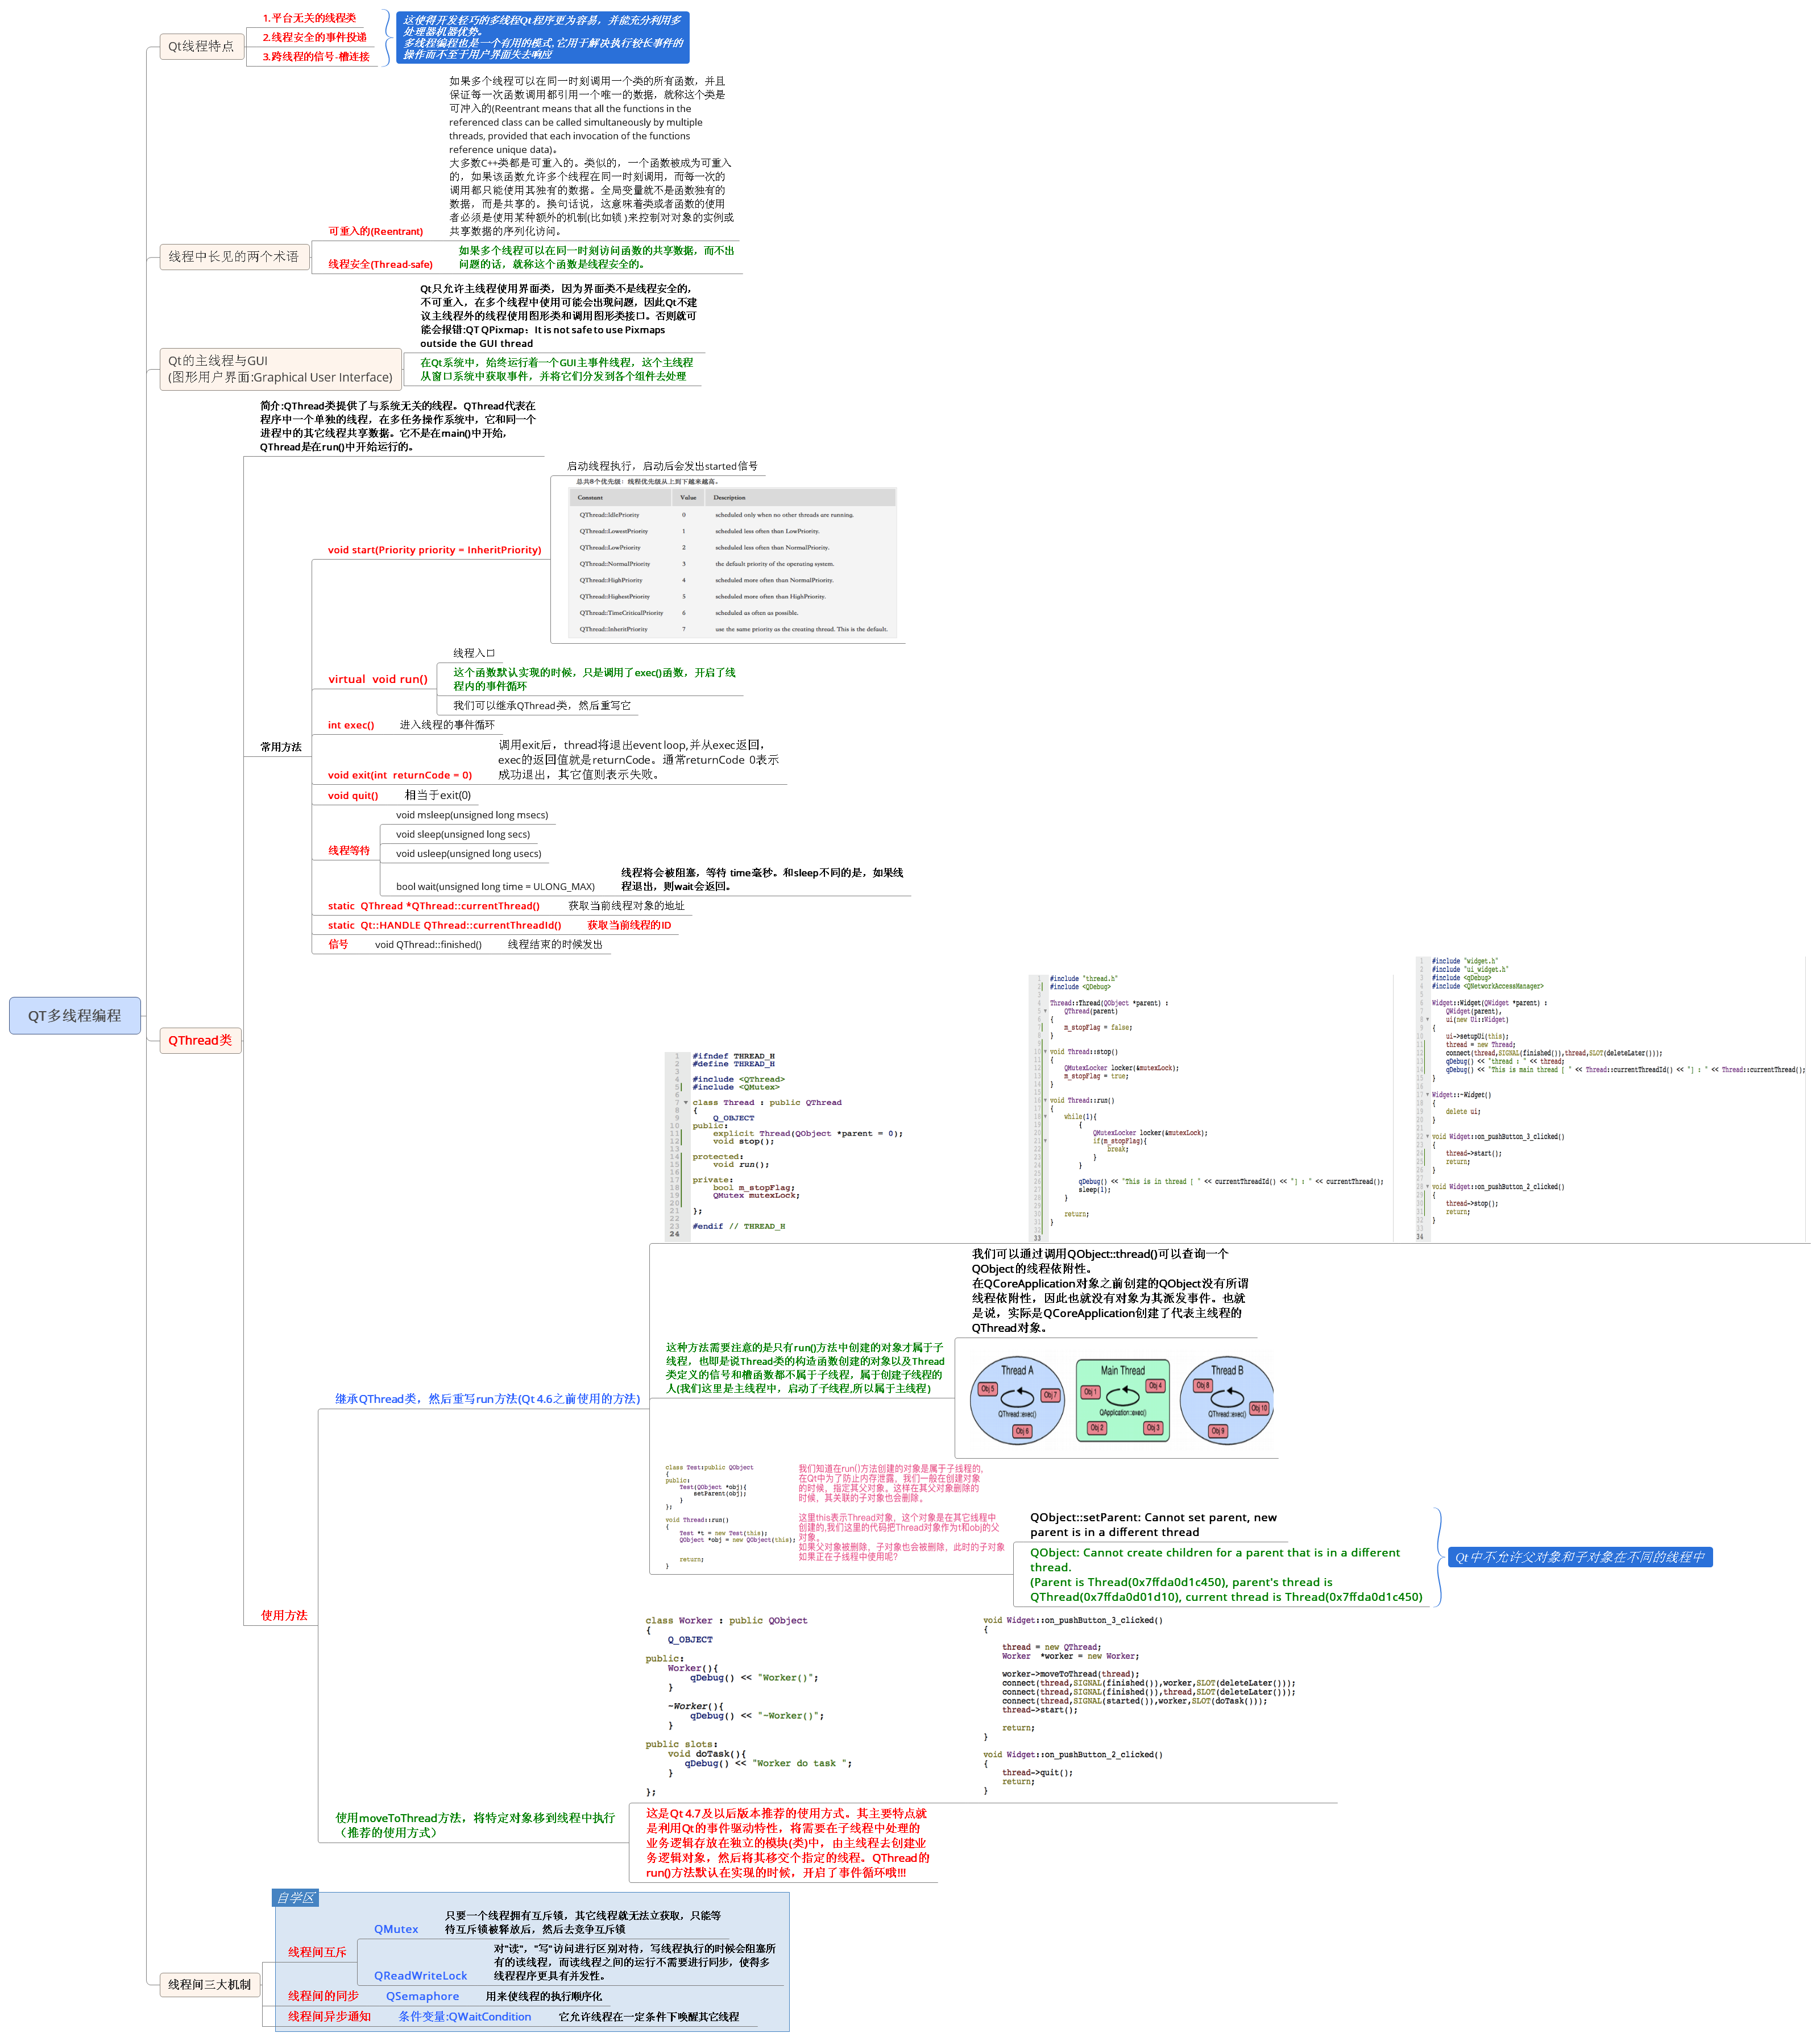 QT多线程编程
Qt线程特点
1.平台无关的线程类
2.线程安全的事件投递
3.跨线程的信号-槽连接
这使得开发轻巧的多线程Qt程序更为容易，并能充分利用多
处理器机器优势。
多线程编程也是一个有用的模式,它用于解决执行较长事件的
操作而不至于用户界面失去响应
线程中长见的两个术语
可重入的(Reentrant)
如果多个线程可以在同一时刻调用一个类的所有函数，并且
保证每一次函数调用都引用一个唯一的数据，就称这个类是
可冲入的(Reentrant means that all the functions in the
referenced class can be called simultaneously by multiple
threads, provided that each invocation of the functions
reference unique data)。
大多数C++类都是可重入的。类似的，一个函数被成为可重入
的，如果该函数允许多个线程在同一时刻调用，而每一次的
调用都只能使用其独有的数据。全局变量就不是函数独有的
数据，而是共享的。换句话说，这意味着类或者函数的使用
者必须是使用某种额外的机制(比如锁 )来控制对对象的实例或
共享数据的序列化访问。
线程安全(Thread-safe)
如果多个线程可以在同一时刻访问函数的共享数据，而不出
问题的话，就称这个函数是线程安全的。
Qt的主线程与GUI
(图形用户界面:Graphical User Interface)
Qt只允许主线程使用界面类，因为界面类不是线程安全的，
不可重入，在多个线程中使用可能会出现问题，因此Qt不建
议主线程外的线程使用图形类和调用图形类接口。否则就可
能会报错:QT QPixmap：It is not safe to use Pixmaps
outside the GUI thread
在Qt系统中，始终运行着一个GUI主事件线程，这个主线程
从窗口系统中获取事件，并将它们分发到各个组件去处理
QThread类
简介:QThread类提供了与系统无关的线程。QThread代表在
程序中一个单独的线程，在多任务操作系统中，它和同一个
进程中的其它线程共享数据。它不是在main()中开始,
QThread是在run()中开始运行的。
常用方法
void start(Priority priority = InheritPriority)
启动线程执行，启动后会发出started信号
总共8个优先级：线程优先级从上到下越来越高。
Constant Value Description
QThread::IdlePriority 0 scheduled only when no other threads are running.
QThread::LowestPriority 1 scheduled less often than LowPriority.
QThread::LowPriority 2 scheduled less often than NormalPriority.
QThread::NormalPriority 3 the default priority of the operating system.
QThread::HighPriority 4 scheduled more often than NormalPriority.
QThread::HighestPriority 5 scheduled more often than HighPriority.
QThread::TimeCriticalPriority 6 scheduled as often as possible.
QThread::InheritPriority 7 use the same priority as the creating thread. This is the default.
virtual  void run()
线程入口
这个函数默认实现的时候，只是调用了exec()函数，开启了线
程内的事件循环
我们可以继承QThread类，然后重写它
int exec()
进入线程的事件循环
void exit(int  returnCode = 0)
调用exit后，thread将退出event loop,并从exec返回，
exec的返回值就是returnCode。通常returnCode  0表示
成功退出，其它值则表示失败。
void quit()
相当于exit(0)
线程等待
void msleep(unsigned long msecs)
void sleep(unsigned long secs)
void usleep(unsigned long usecs)
bool wait(unsigned long time = ULONG_MAX)
线程将会被阻塞，等待 time毫秒。和sleep不同的是，如果线
程退出，则wait会返回。
static  QThread *QThread::currentThread()
获取当前线程对象的地址
static  Qt::HANDLE QThread::currentThreadId()
获取当前线程的ID
信号
void QThread::finished()
线程结束的时候发出
使用方法
继承QThread类，然后重写run方法(Qt 4.6之前使用的方法)
1 #ifndef THREAD_H
2 #define THREAD_H
3
4 #include <QThread>
5 #include <QMutex>
6
7 class Thread : public QThread
8 {
9 Q_OBJECT
10 public:
11 explicit Thread(QObject *parent = 0);
12 void stop();
13
14 protected:
15 void run();
16
17 private:
18 bool m_stopFlag;
19 QMutex mutexLock;
20
21 };
22
23 #endif // THREAD_H
24
1 #include "thread.h"
2 #include <QDebug>
3
4 Thread::Thread(QObject *parent) :
5 QThread(parent)
6 {
7 m_stopFlag = false;
8 }
9
10 void Thread::stop()
11 {
12 QMutexLocker locker(&mutexLock);
13 m_stopFlag = true;
14 }
15
16 void Thread::run()
17 {
18 while(1){
19 {
20 QMutexLocker locker(&mutexLock);
21 if(m_stopFlag){
22 break;
23 }
24 }
25
26 qDebug() << "This is in thread [ " << currentThreadId() << "] : " << currentThread();
27 sleep(1);
28 }
29
30 return;
31 }
32
33
1 #include "widget.h"
2 #include "ui_widget.h"
3 #include <qDebug>
4 #include <QNetworkAccessManager>
5
6 Widget::Widget(QWidget *parent) :
7 QWidget(parent),
8 ui(new Ui::Widget)
9 {
10 ui->setupUi(this);
11 thread = new Thread;
12 connect(thread,SIGNAL(finished()),thread,SLOT(deleteLater()));
13 qDebug() << "thread : " << thread;
14 qDebug() << "This is main thread [ " << Thread::currentThreadId() << "] : " << Thread::currentThread();
15 }
16
17 Widget::~Widget()
18 {
19 delete ui;
20 }
21
22 void Widget::on_pushButton_3_clicked()
23 {
24 thread->start();
25 return;
26 }
27
28 void Widget::on_pushButton_2_clicked()
29 {
30 thread->stop();
31 return;
32 }
33
34
这种方法需要注意的是只有run()方法中创建的对象才属于子
线程，也即是说Thread类的构造函数创建的对象以及Thread
类定义的信号和槽函数都不属于子线程，属于创建子线程的
人(我们这里是主线程中，启动了子线程,所以属于主线程)
我们可以通过调用QObject::thread()可以查询一个
QObject的线程依附性。
在QCoreApplication对象之前创建的QObject没有所谓
线程依附性，因此也就没有对象为其派发事件。也就
是说，实际是QCoreApplication创建了代表主线程的
QThread对象。
Thread A
Obj 5
Obj 7
QThread::exec()
Obj 6
Main Thread
Obj 1
Obj 4
QApplication::exec()
Obj 2
Obj 3
Thread B
Obj 8
Obj 10
QThread::exec()
Obj 9
class Test:public QObject
{
public:
Test(QObject *obj){
setParent(obj);
}
};
void Thread::run()
{
Test *t = new Test(this);
QObject *obj = new QObject(this);
return;
}
我们知道在run()方法创建的对象是属于子线程的,
在Qt中为了防止内存泄露，我们一般在创建对象
的时候，指定其父对象。这样在其父对象删除的
时候，其关联的子对象也会删除。
这里this表示Thread对象，这个对象是在其它线程中
创建的,我们这里的代码把Thread对象作为t和obj的父
对象。
如果父对象被删除，子对象也会被删除，此时的子对象
如果正在子线程中使用呢?
QObject::setParent: Cannot set parent, new
parent is in a different thread
QObject: Cannot create children for a parent that is in a different
thread.
(Parent is Thread(0x7ffda0d1c450), parent's thread is
QThread(0x7ffda0d01d10), current thread is Thread(0x7ffda0d1c450)
Qt中不允许父对象和子对象在不同的线程中
使用moveToThread方法，将特定对象移到线程中执行
（推荐的使用方式）
class Worker : public QObject
{
Q_OBJECT
public:
Worker(){
qDebug() << "Worker()";
}
~Worker(){
qDebug() << "~Worker()";
}
public slots:
void doTask(){
qDebug() << "Worker do task ";
}
};
void Widget::on_pushButton_3_clicked()
{
thread = new QThread;
Worker  *worker = new Worker;
worker->moveToThread(thread);
connect(thread,SIGNAL(finished()),worker,SLOT(deleteLater()));
connect(thread,SIGNAL(finished()),thread,SLOT(deleteLater()));
connect(thread,SIGNAL(started()),worker,SLOT(doTask()));
thread->start();
return;
}
void Widget::on_pushButton_2_clicked()
{
thread->quit();
return;
}
这是Qt 4.7及以后版本推荐的使用方式。其主要特点就
是利用Qt的事件驱动特性，将需要在子线程中处理的
业务逻辑存放在独立的模块(类)中，由主线程去创建业
务逻辑对象，然后将其移交个指定的线程。QThread的
run()方法默认在实现的时候，开启了事件循环哦!!!
线程间三大机制
自学区
线程间互斥
QMutex
只要一个线程拥有互斥锁，其它线程就无法立获取，只能等
待互斥锁被释放后，然后去竞争互斥锁
QReadWriteLock
对"读"，"写"访问进行区别对待，写线程执行的时候会阻塞所
有的读线程，而读线程之间的运行不需要进行同步，使得多
线程程序更具有并发性。
线程间的同步
QSemaphore
用来使线程的执行顺序化
线程间异步通知
条件变量:QWaitCondition
它允许线程在一定条件下唤醒其它线程